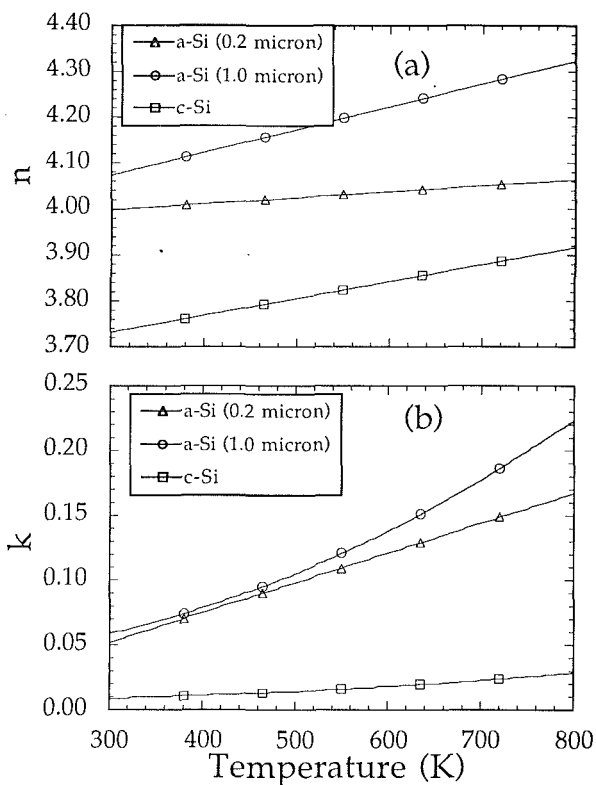 4.40
4.30
4.20
4.10
4.00
3.90
3.80
3.70
n
a-Si (0.2 micron)
a-Si (1.0 micron)
c-Si
(a)
0.25
0.20
0.15
0.10
0.05
0.00
k
a-Si (0.2 micron)
a-Si (1.0 micron)
c-Si
(b)
300 400 500 600 700 800
Temperature (K)